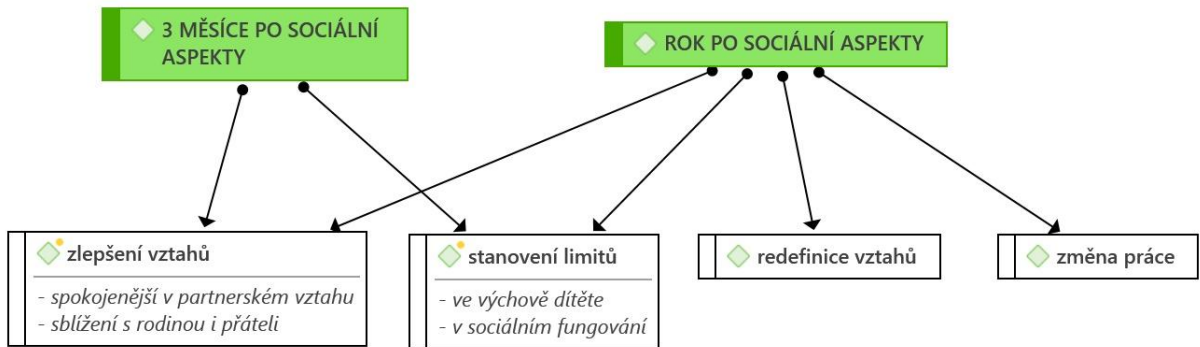 3 MĚSÍCE PO SOCIÁLNÍ
ASPEKTY
ROK PO SOCIÁLNÍ ASPEKTY
zlepšení vztahů
- spokojenější v partnerském vztahu
- sblížení s rodinou i přáteli
stanovení limitů
- ve výchově dítěte
- v sociálním fungování
redefinice vztahů
změna práce